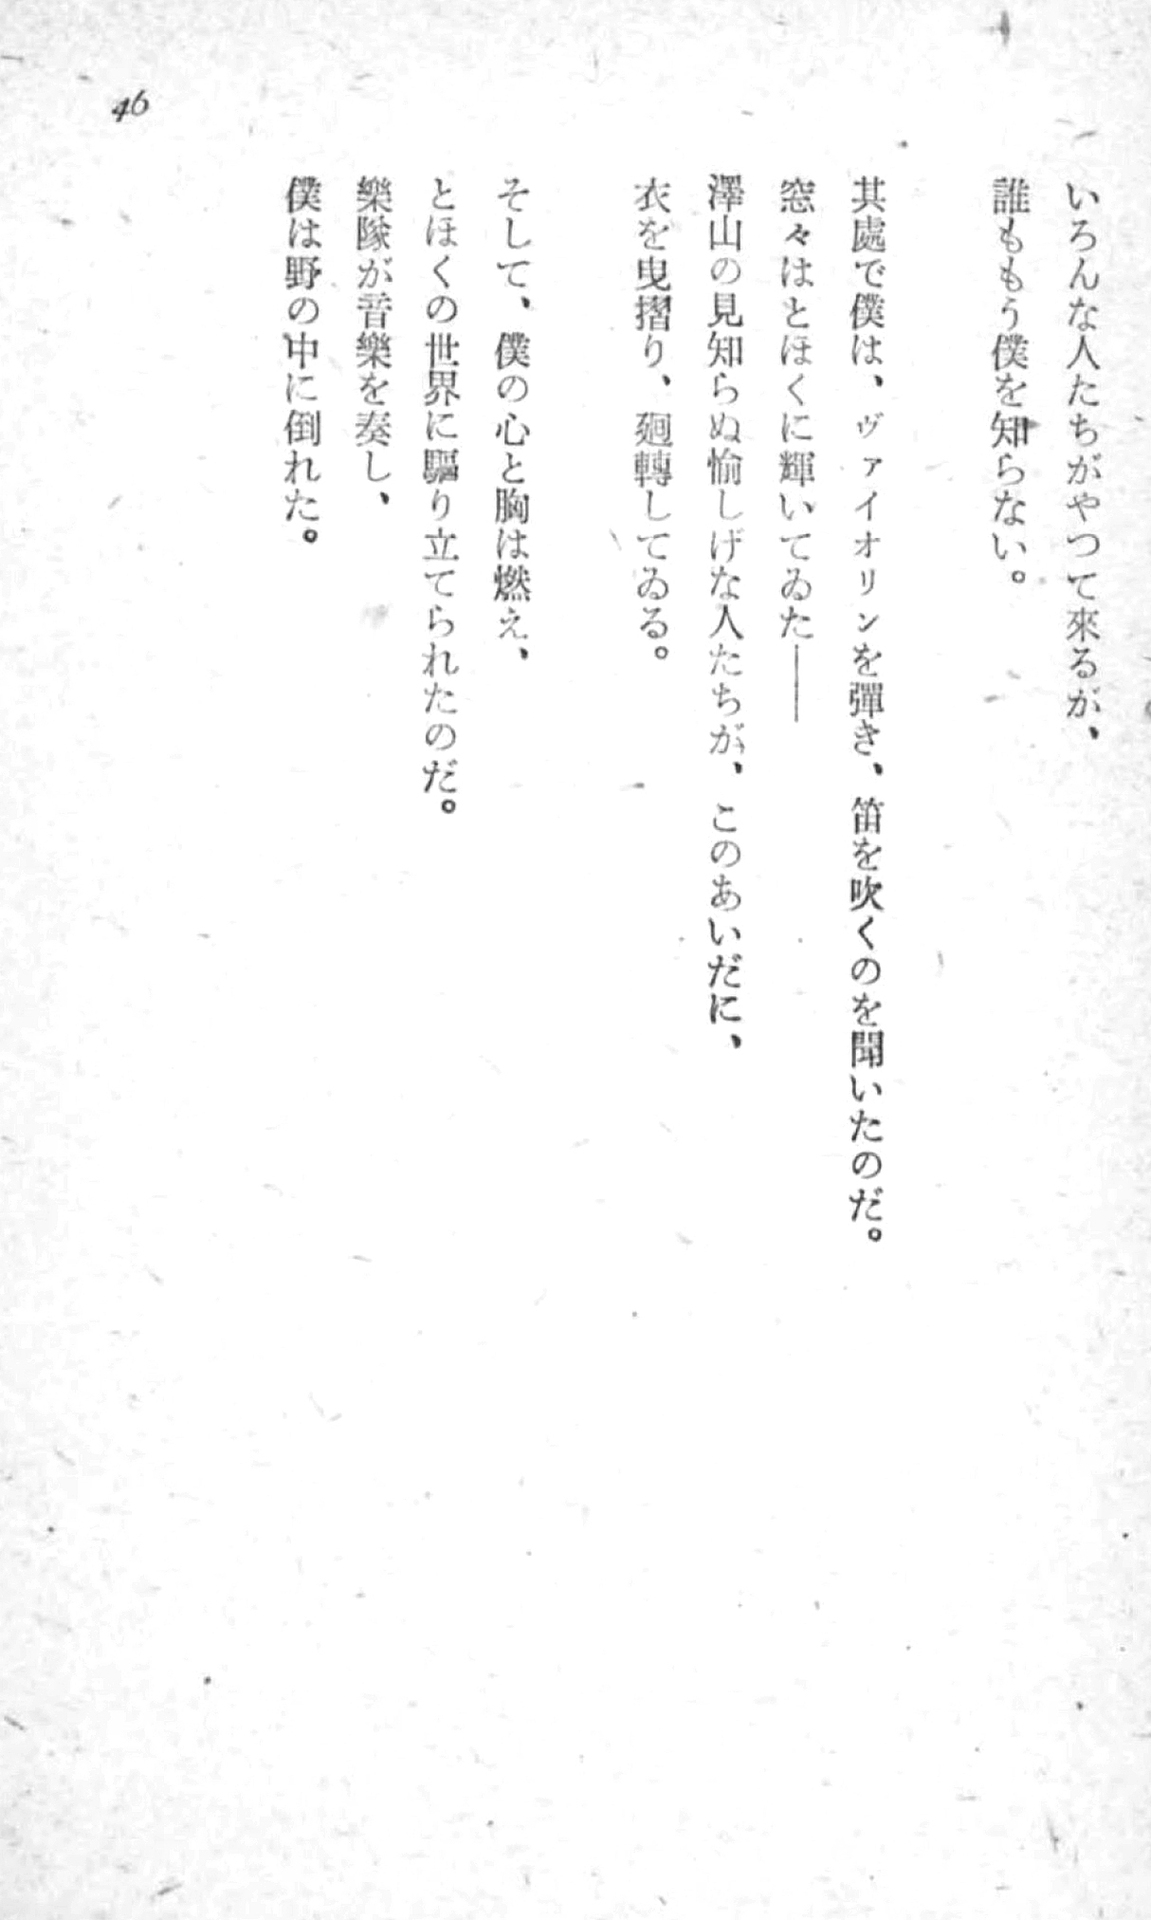 いろんな人たちがやつて來るが、
誰ももう僕を知らない。
其處で僕は、ヴァイオリンを彈き、笛を吹くのを聞いたのだ。
窓々はとほくに輝いてゐた――
澤山の見知らぬ愉しげな人たちが、このあいだに、
衣を曳摺り、廻轉してゐる。
そして、僕の心と胸は燃え、
とほくの世界に驅り立てられたのだ。
樂隊が音樂を奏し、
僕は野の中に倒れた。
46